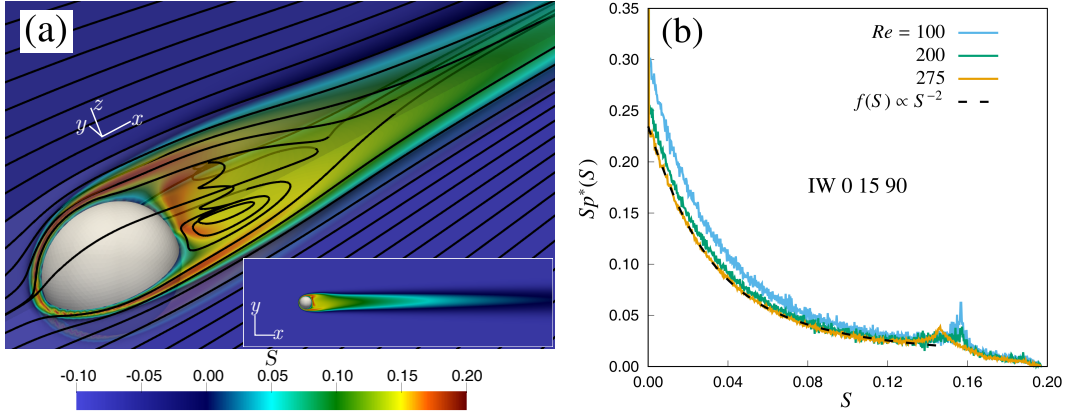 (a)
z
y x
y
x
S
-0.10 -0.05 0.00 0.05 0.10 0.15 0.20
(b)
Re = 100
200
275
f(S) ∝ S⁻²
IW 0 15 90
Sp*(S)
0.35
0.30
0.25
0.20
0.15
0.10
0.05
0.00
0.00 0.04 0.08 0.12 0.16 0.20
S